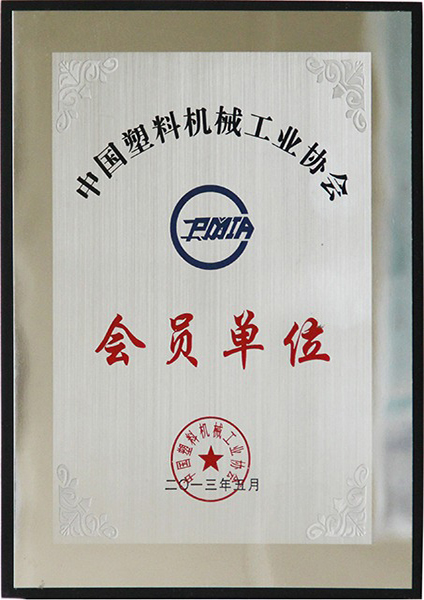 中国塑料机械工业协会
CPMIA
会员单位
中国塑料机械工业协会
二〇一三年五月